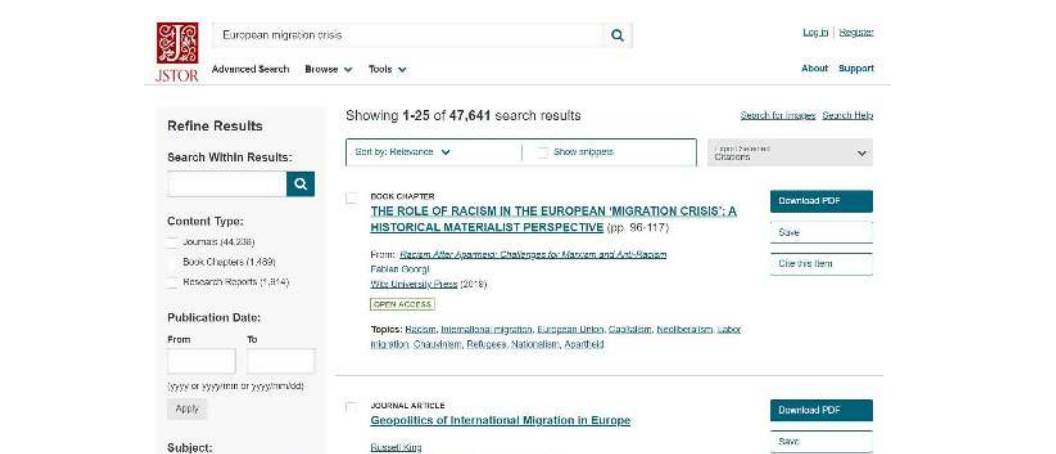 European migration crisis
Log in | Register
JSTOR
Advanced Search Browse Tools
About Support
Refine Results
Search Within Results:
Content Type:
Journals (44,238)
Book Chapters (1,489)
Research Reports (1,914)
Publication Date:
From To
(yyyy or yyyy/mm or yyyy/mm/dd)
Apply
Subject:
Showing 1-25 of 47,641 search results
Search for Images Search Help
Sort by: Relevance
Show snippets
Export Selected
Citations
BOOK CHAPTER
THE ROLE OF RACISM IN THE EUROPEAN ‘MIGRATION CRISIS’: A
HISTORICAL MATERIALIST PERSPECTIVE (pp. 96-117)
From: Racism After Apartheid: Challenges for Marxism and Anti-Racism
Fabian Georgi
Wits University Press (2019)
OPEN ACCESS
Topics: Racism, International migration, European Union, Capitalism, Neoliberalism, Labor
migration, Chauvinism, Refugees, Nationalism, Apartheid
Download PDF
Save
Cite this Item
JOURNAL ARTICLE
Geopolitics of International Migration in Europe
Russell King
Download PDF
Save